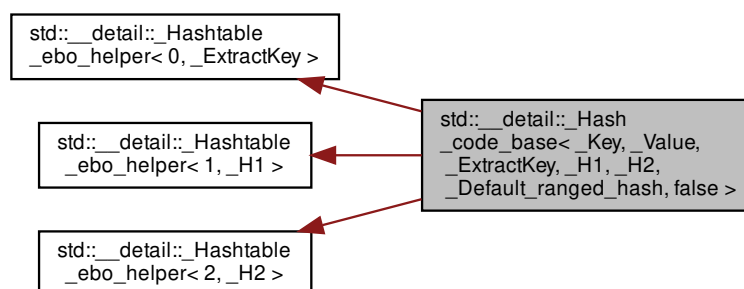 std::__detail::_Hashtable
_ebo_helper< 0, _ExtractKey >
std::__detail::_Hash
_code_base< _Key, _Value,
_ExtractKey, _H1, _H2,
_Default_ranged_hash, false >
std::__detail::_Hashtable
_ebo_helper< 1, _H1 >
std::__detail::_Hashtable
_ebo_helper< 2, _H2 >